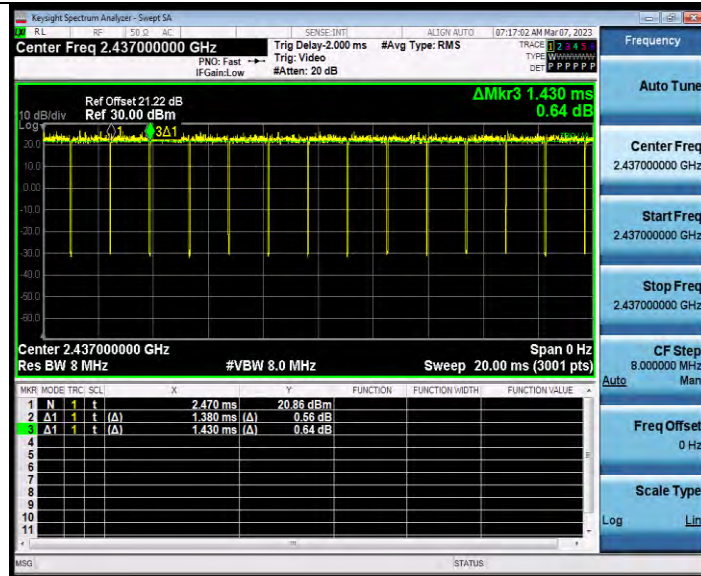 Keysight Spectrum Analyzer - Swept SA
LXI RL RF 50 Ω AC SENSE:INT ALIGN AUTO 07:17:02 AM Mar 07, 2023
Center Freq 2.437000000 GHz
PNO: Fast
IFGain:Low
Trig Delay-2.000 ms
Trig: Video
#Atten: 20 dB
#Avg Type: RMS
TRACE 1 2 3 4 5 6
TYPE W
DET P P P P P P
Ref Offset 21.22 dB
10 dB/div Ref 30.00 dBm
Log
ΔMkr3 1.430 ms
0.64 dB
1
3Δ1
20.0
10.0
0.00
-10.0
-20.0
-30.0
-40.0
-50.0
-60.0
Center 2.437000000 GHz
Span 0 Hz
Res BW 8 MHz
#VBW 8.0 MHz
Sweep 20.00 ms (3001 pts)
MKR MODE TRC SCL X Y FUNCTION FUNCTION WIDTH FUNCTION VALUE
1 N 1 t 2.470 ms 20.86 dBm
2 Δ1 1 t (Δ) 1.380 ms (Δ) 0.56 dB
3 Δ1 1 t (Δ) 1.430 ms (Δ) 0.64 dB
4
5
6
7
8
9
10
11
MSG
STATUS
Frequency
Auto Tune
Center Freq
2.437000000 GHz
Start Freq
2.437000000 GHz
Stop Freq
2.437000000 GHz
CF Step
8.000000 MHz
Auto Man
Freq Offset
0 Hz
Scale Type
Log Lin